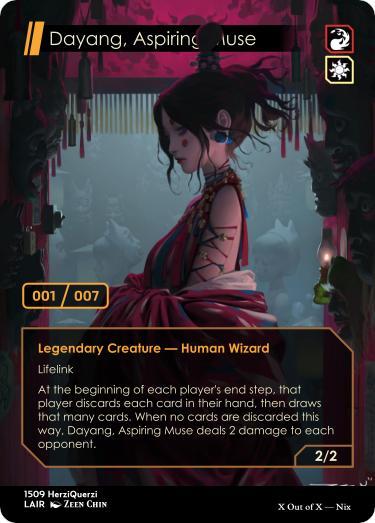 Dayang, Aspiring Muse
001 / 007
Legendary Creature — Human Wizard
Lifelink
At the beginning of each player's end step, that
player discards each card in their hand, then draws
that many cards. When no cards are discarded this
way, Dayang, Aspiring Muse deals 2 damage to each
opponent.
2/2
1509 HerziQuerzi
LAIR Zeen Chin
X Out of X — Nix